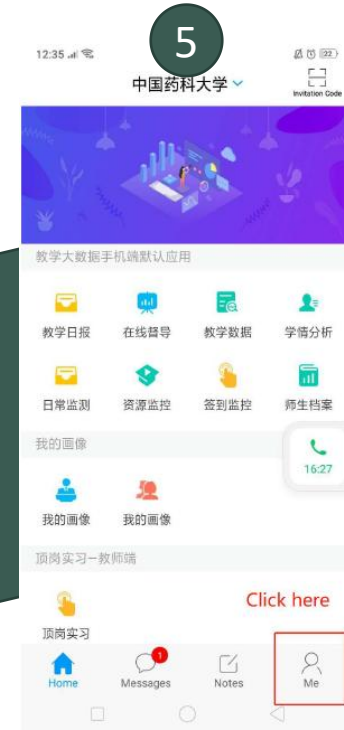 5
12:35
22
中国药科大学
Invitation Code
教学大数据手机端默认应用
教学日报 在线督导 教学数据 学情分析
日常监测 资源监控 签到监控 师生档案
我的画像
16:27
我的画像 我的画像
顶岗实习—教师端
Click here
顶岗实习
1
Home Messages Notes Me